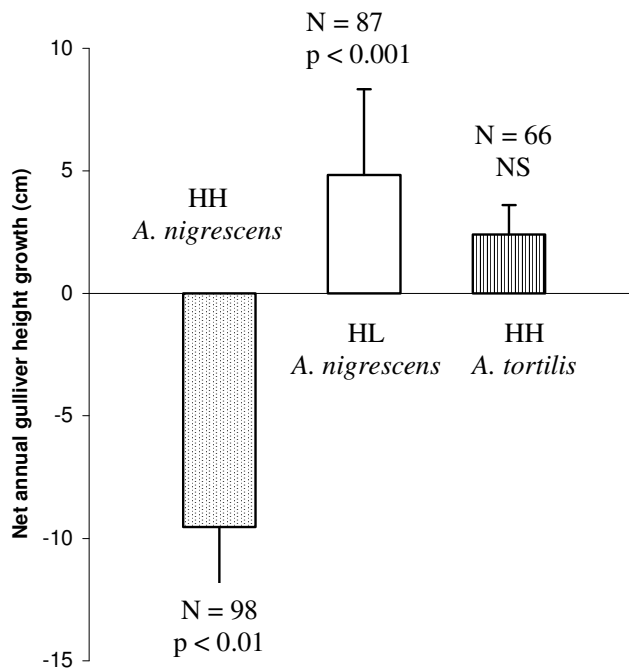 N = 87
p < 0.001
10
N = 66
NS
5
HH
A. nigrescens
0
HL
A. nigrescens
HH
A. tortilis
-5
-10
N = 98
p < 0.01
-15
Net annual gulliver height growth (cm)